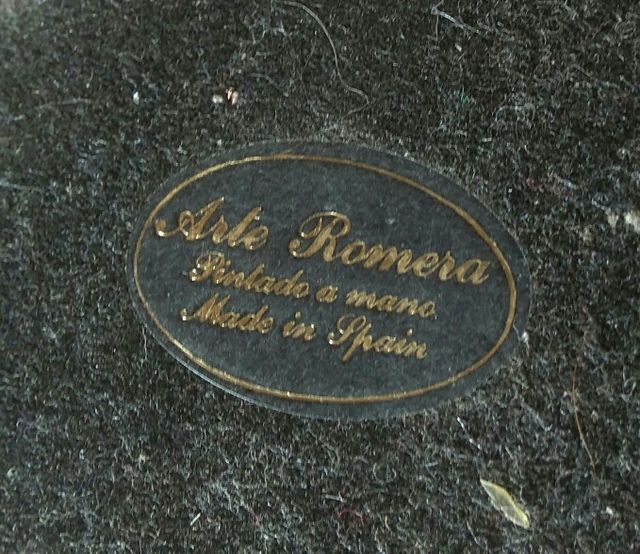 Arte Romera
Pintado a mano
Made in Spain